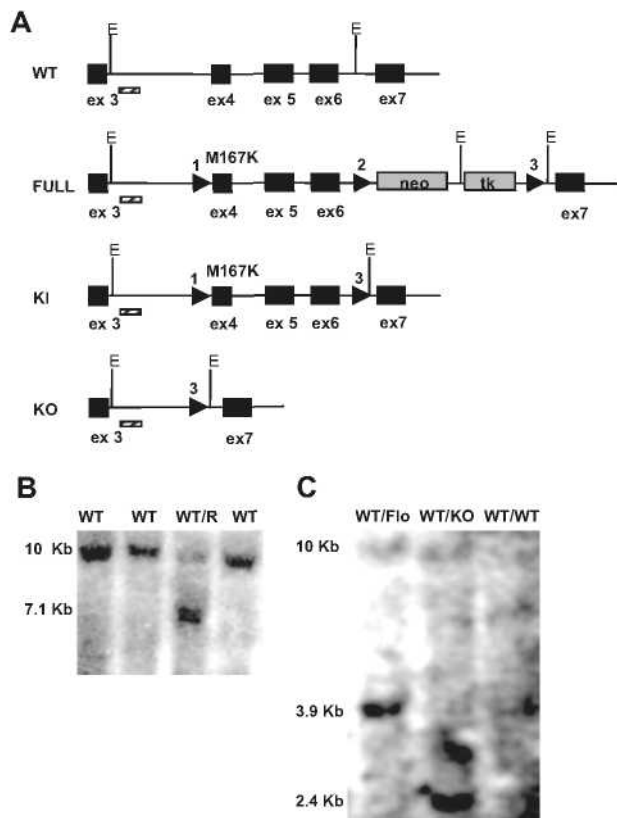 A
E E
WT
ex 3 ex4 ex 5 ex6 ex7
E 1 M167K 2 E 3 E
FULL
neo tk
ex 3 ex4 ex 5 ex6 ex7
E 1 M167K 3 E
KI
ex 3 ex4 ex 5 ex6 ex7
E 3 E
KO
ex 3 ex7
B
WT WT WT/R WT
10 Kb
7.1 Kb
C
WT/Flo WT/KO WT/WT
10 Kb
3.9 Kb
2.4 Kb